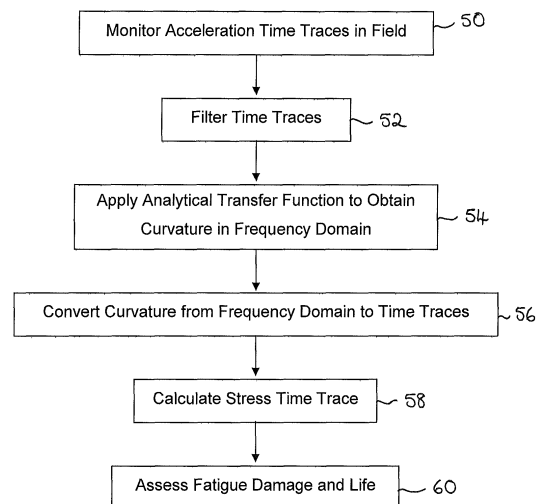 Monitor Acceleration Time Traces in Field
50
Filter Time Traces
52
Apply Analytical Transfer Function to Obtain
Curvature in Frequency Domain
54
Convert Curvature from Frequency Domain to Time Traces
56
Calculate Stress Time Trace
58
Assess Fatigue Damage and Life
60